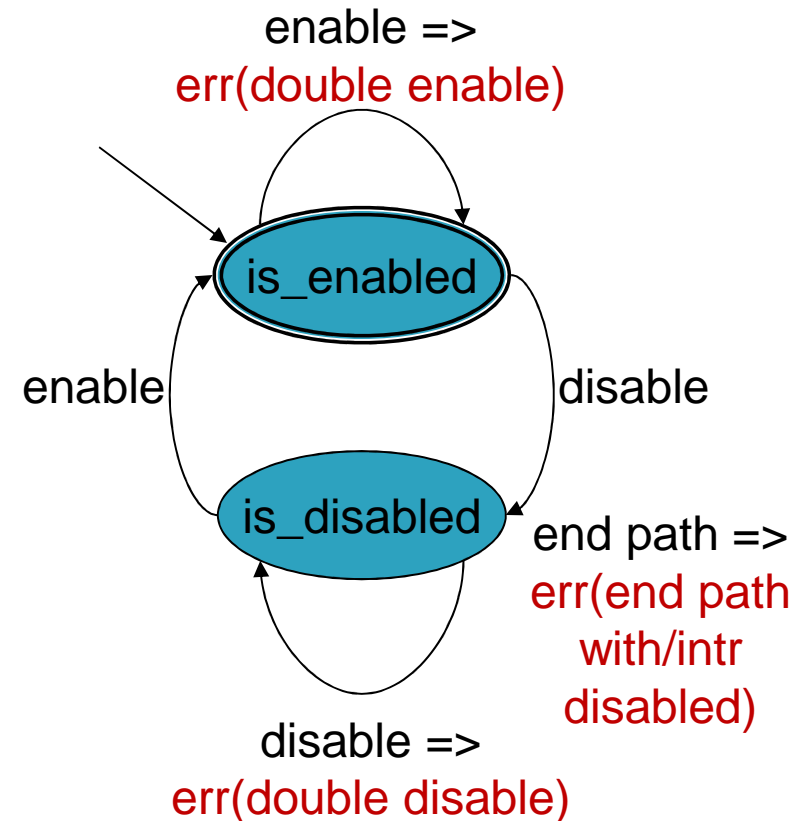 enable =>
err(double enable)
is_enabled
enable
disable
is_disabled
end path =>
err(end path
with/intr
disabled)
disable =>
err(double disable)